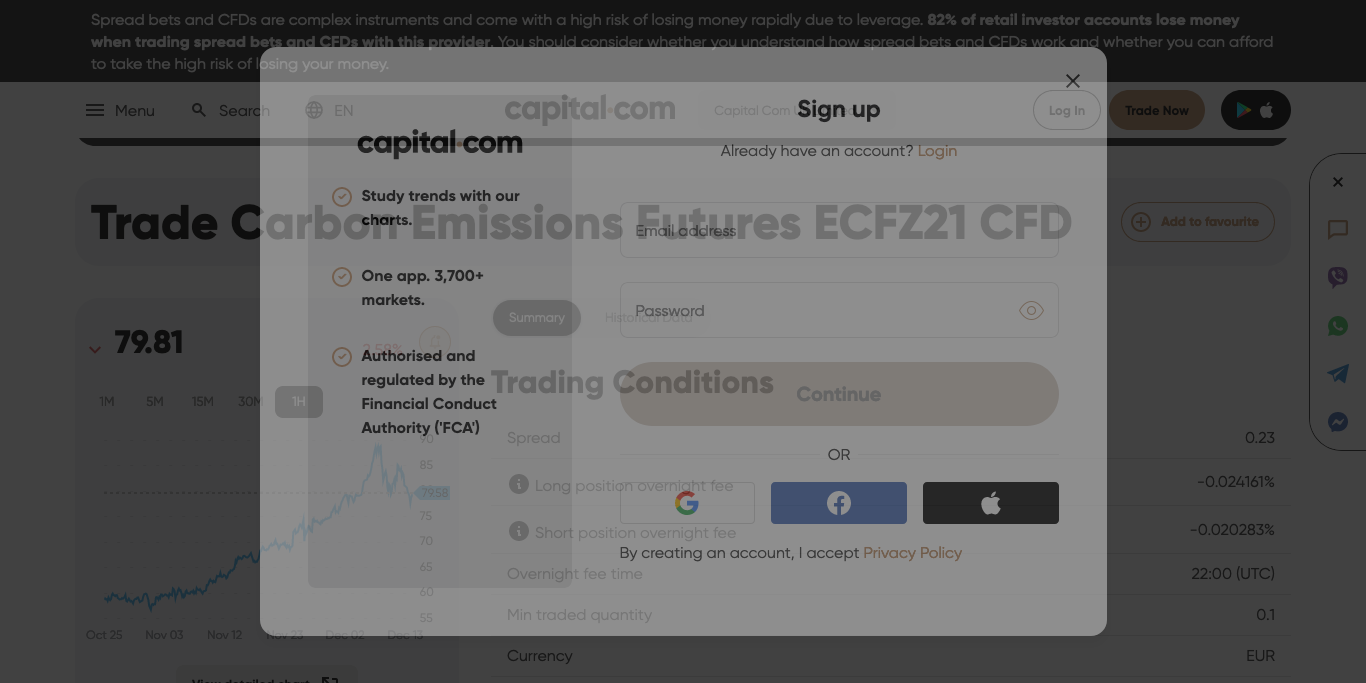 Spread bets and CFDs are complex instruments and come with a high risk of losing money rapidly due to leverage. 82% of retail investor accounts lose money
when trading spread bets and CFDs with this provider. You should consider whether you understand how spread bets and CFDs work and whether you can afford
to take the high risk of losing your money.
Menu
Search
EN
capital.com
Capital Com
Log In
Trade Now
Sign up
capital.com
Already have an account? Login
Study trends with our
charts.
One app. 3,700+
markets.
Authorised and
regulated by the
Financial Conduct
Authority ('FCA')
Email address
Password
Continue
OR
By creating an account, I accept Privacy Policy
Trade Carbon Emissions Futures ECFZ21 CFD
Add to favourite
79.81
2.58%
1M 5M 15M 30M 1H
90
85
79.58
75
70
65
60
55
Oct 25 Nov 03 Nov 12 Nov 23 Dec 02 Dec 13
View detailed chart
Summary
Historical Data
Trading Conditions
Spread 0.23
Long position overnight fee -0.024161%
Short position overnight fee -0.020283%
Overnight fee time 22:00 (UTC)
Min traded quantity 0.1
Currency EUR